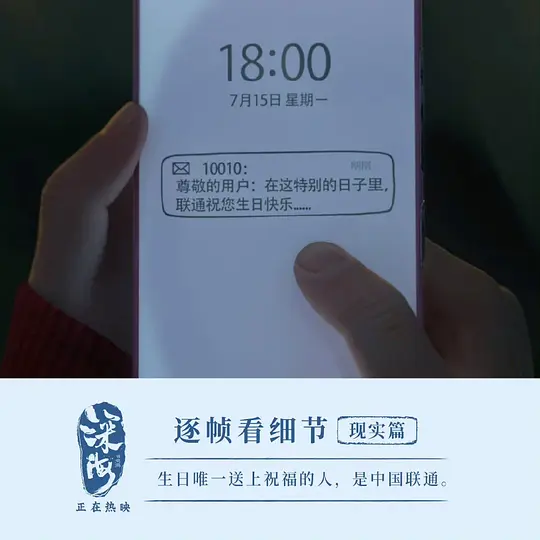 18:00
7月15日 星期一
10010：
刚刚
尊敬的用户：在这特别的日子里，
联通祝您生日快乐......
深海
逐帧看细节 现实篇
生日唯一送上祝福的人，是中国联通。
正在热映